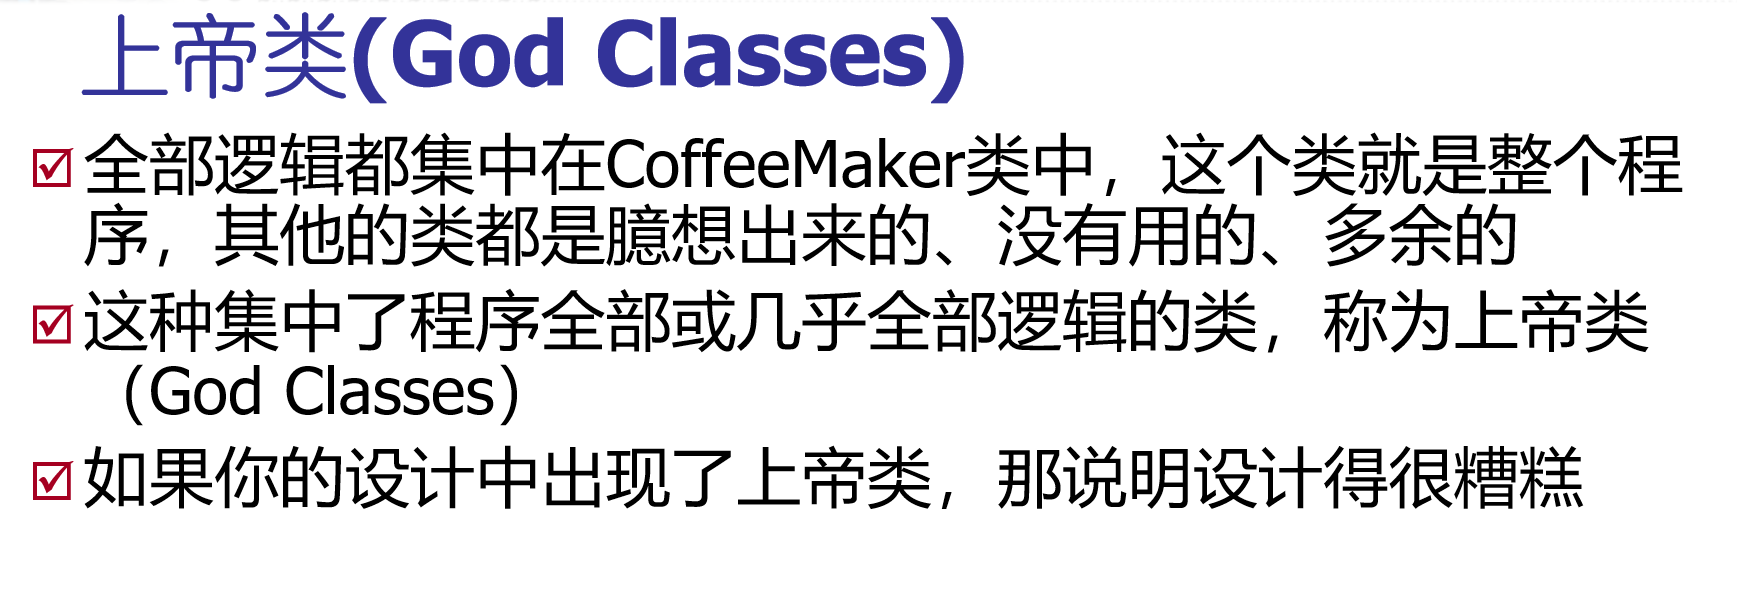 上帝类(God Classes)
全部逻辑都集中在CoffeeMaker类中，这个类就是整个程
序，其他的类都是臆想出来的、没有用的、多余的
这种集中了程序全部或几乎全部逻辑的类，称为上帝类
（God Classes）
如果你的设计中出现了上帝类，那说明设计得很糟糕